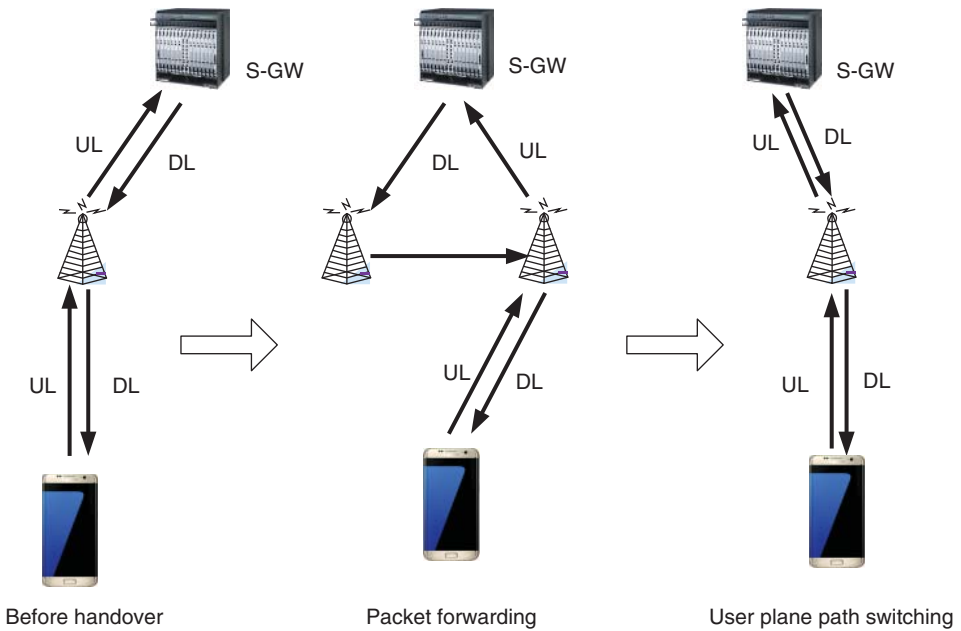 S-GW
UL
DL
UL
DL
Before handover
S-GW
DL
UL
UL
DL
Packet forwarding
S-GW
UL
DL
UL
DL
User plane path switching